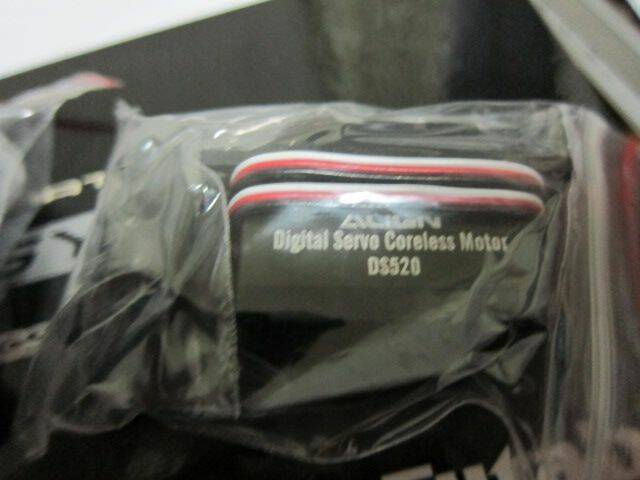 ALIGN
Digital Servo Coreless Motor
DS520